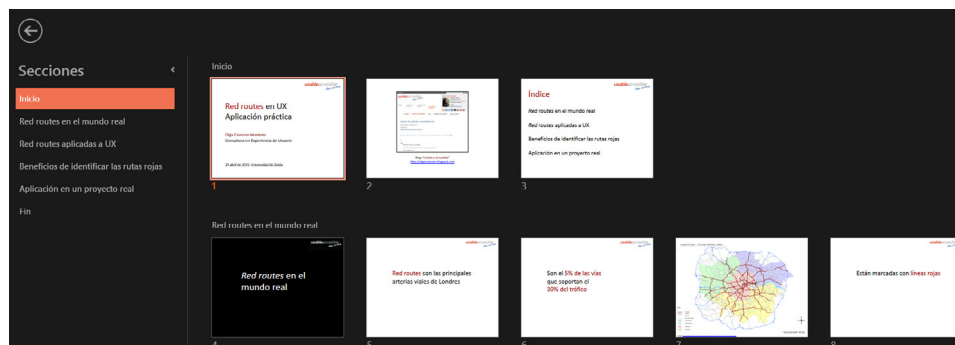 Secciones
Inicio
Red routes en el mundo real
Red routes aplicadas a UX
Beneficios de identificar las rutas rojas
Aplicación en un proyecto real
Fin
Inicio
Red routes en UX
Aplicación práctica
Olga Carreras Montoto
Consultora en Experiencia de Usuario
1
2
Índice
Red routes en el mundo real
Red routes aplicadas a UX
Beneficios de identificar las rutas rojas
Aplicación en un proyecto real
3
Red routes en el mundo real
Red routes en el
mundo real
4
Red routes son las principales
arterias viales de Londres
5
Son el 5% de las vías
que soportan el
30% del tráfico
6
7
Están marcadas con líneas rojas
8